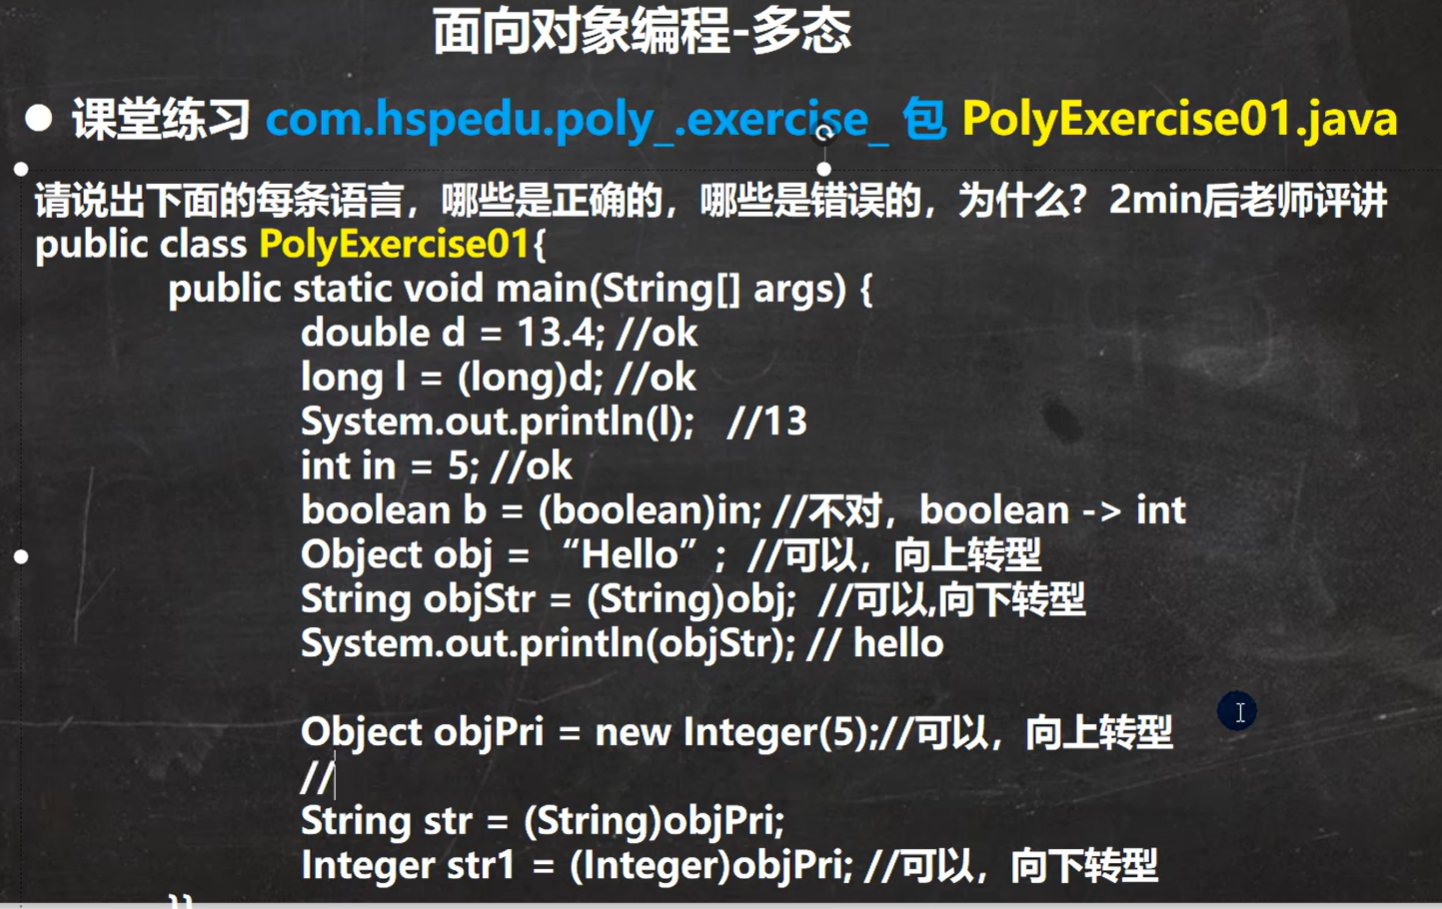 面向对象编程-多态
● 课堂练习 com.hspedu.poly_.exercise_ 包 PolyExercise01.java
请说出下面的每条语言，哪些是正确的，哪些是错误的，为什么？2min后老师评讲
public class PolyExercise01{
public static void main(String[] args) {
double d = 13.4; //ok
long l = (long)d; //ok
System.out.println(l); //13
int in = 5; //ok
boolean b = (boolean)in; //不对，boolean -> int
Object obj = “Hello”; //可以，向上转型
String objStr = (String)obj; //可以,向下转型
System.out.println(objStr); // hello
Object objPri = new Integer(5);//可以，向上转型
//
String str = (String)objPri;
Integer str1 = (Integer)objPri; //可以，向下转型
}}